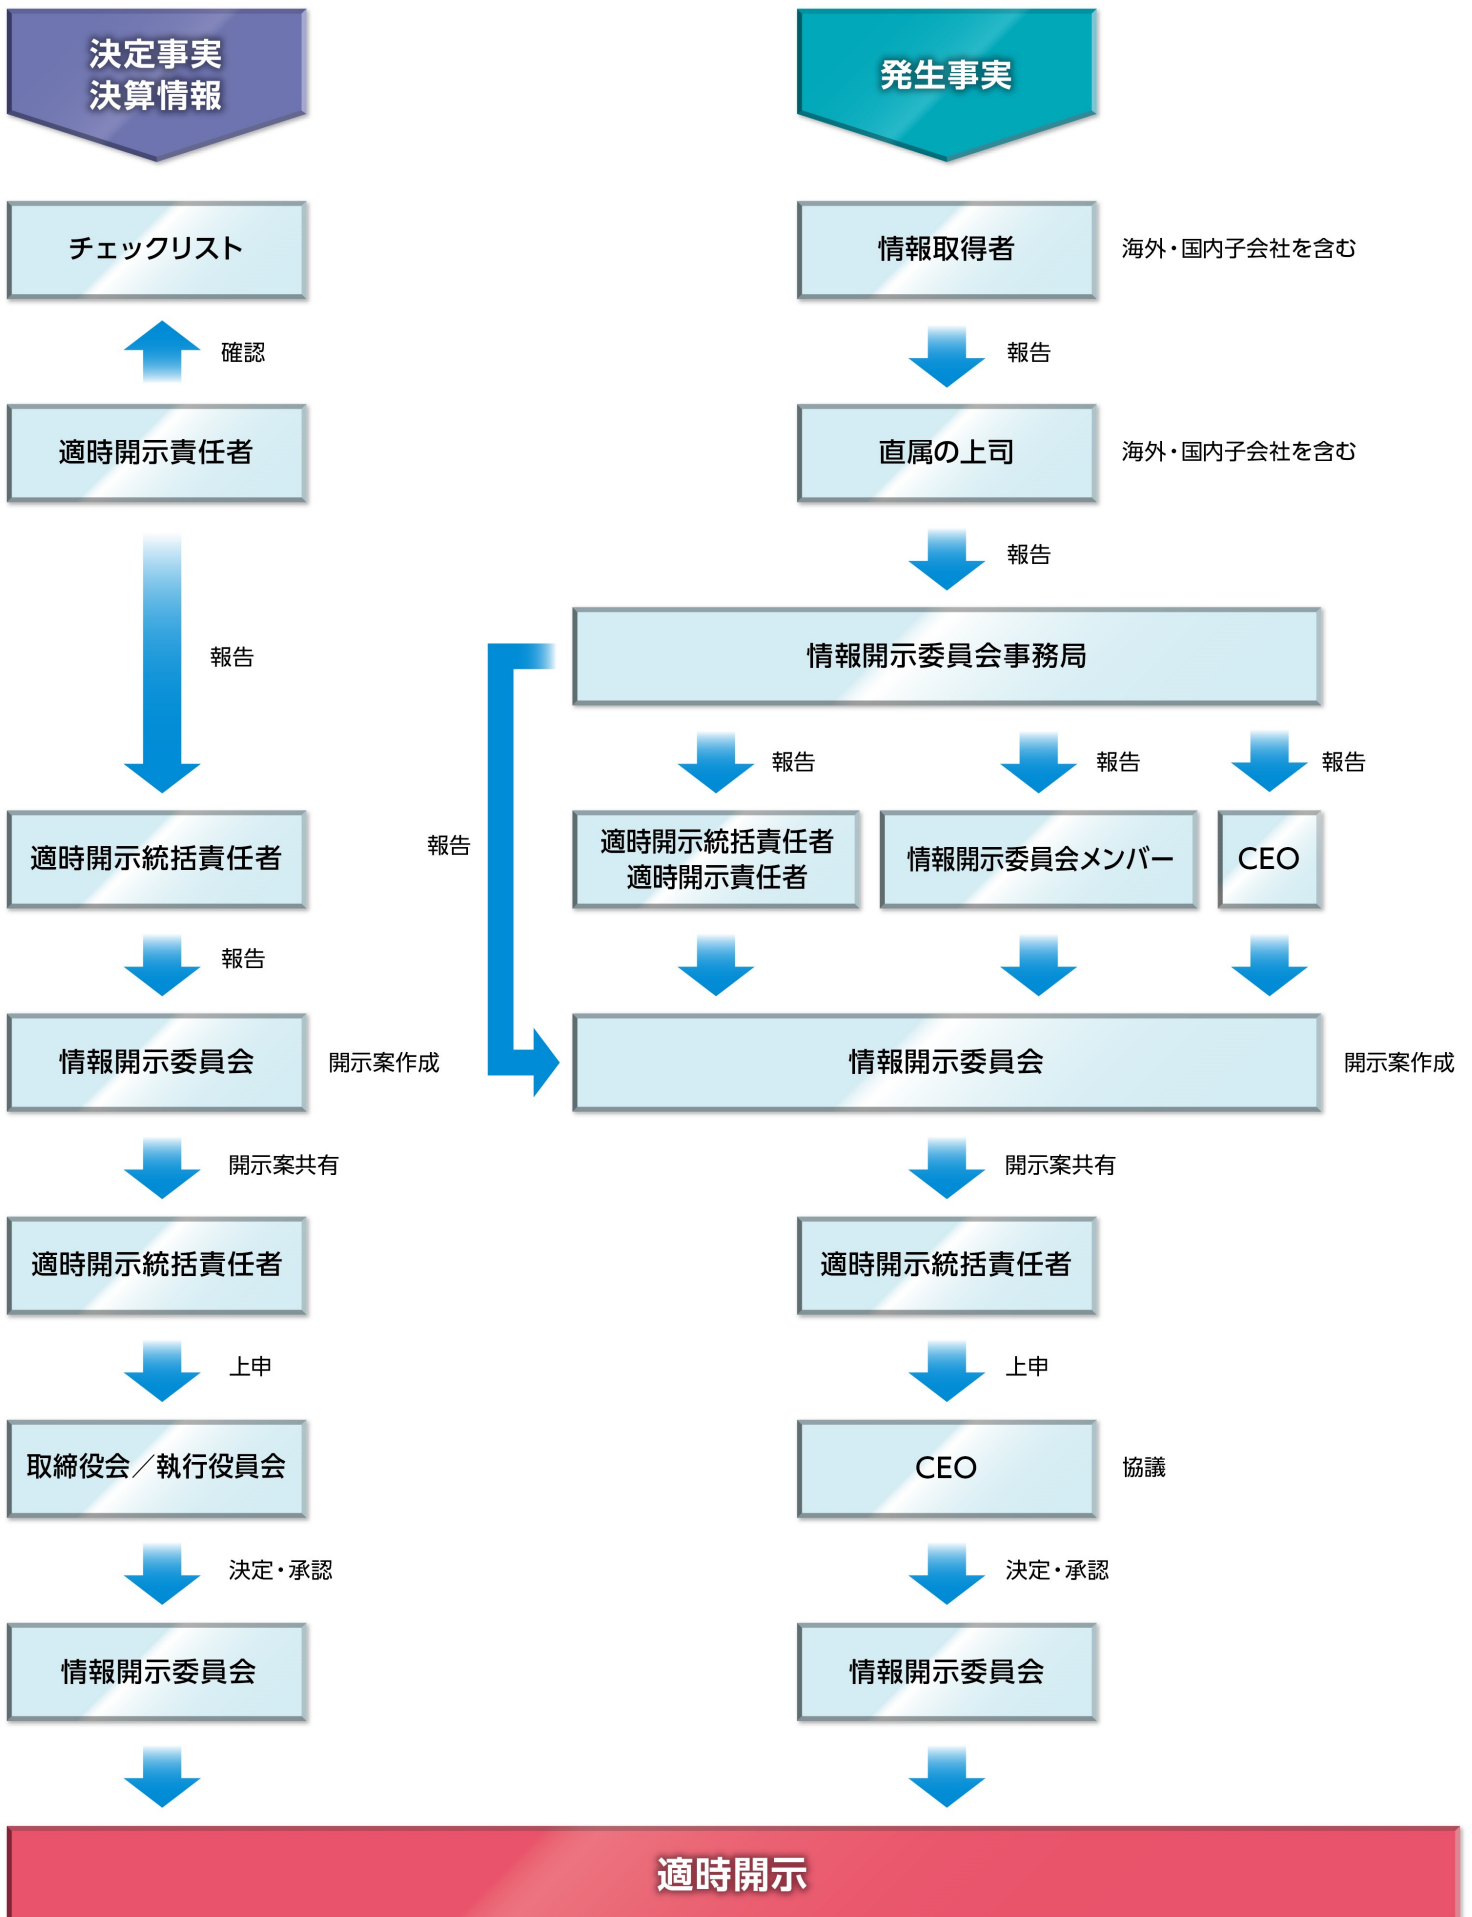 決定事実
決算情報
チェックリスト
確認
適時開示責任者
報告
適時開示統括責任者
報告
情報開示委員会
開示案作成
開示案共有
適時開示統括責任者
上申
取締役会／執行役員会
決定・承認
情報開示委員会
発生事実
情報取得者
海外・国内子会社を含む
報告
直属の上司
海外・国内子会社を含む
報告
情報開示委員会事務局
報告
報告
報告
報告
適時開示統括責任者
適時開示責任者
情報開示委員会メンバー
CEO
情報開示委員会
開示案作成
開示案共有
適時開示統括責任者
上申
CEO
協議
決定・承認
情報開示委員会
適時開示